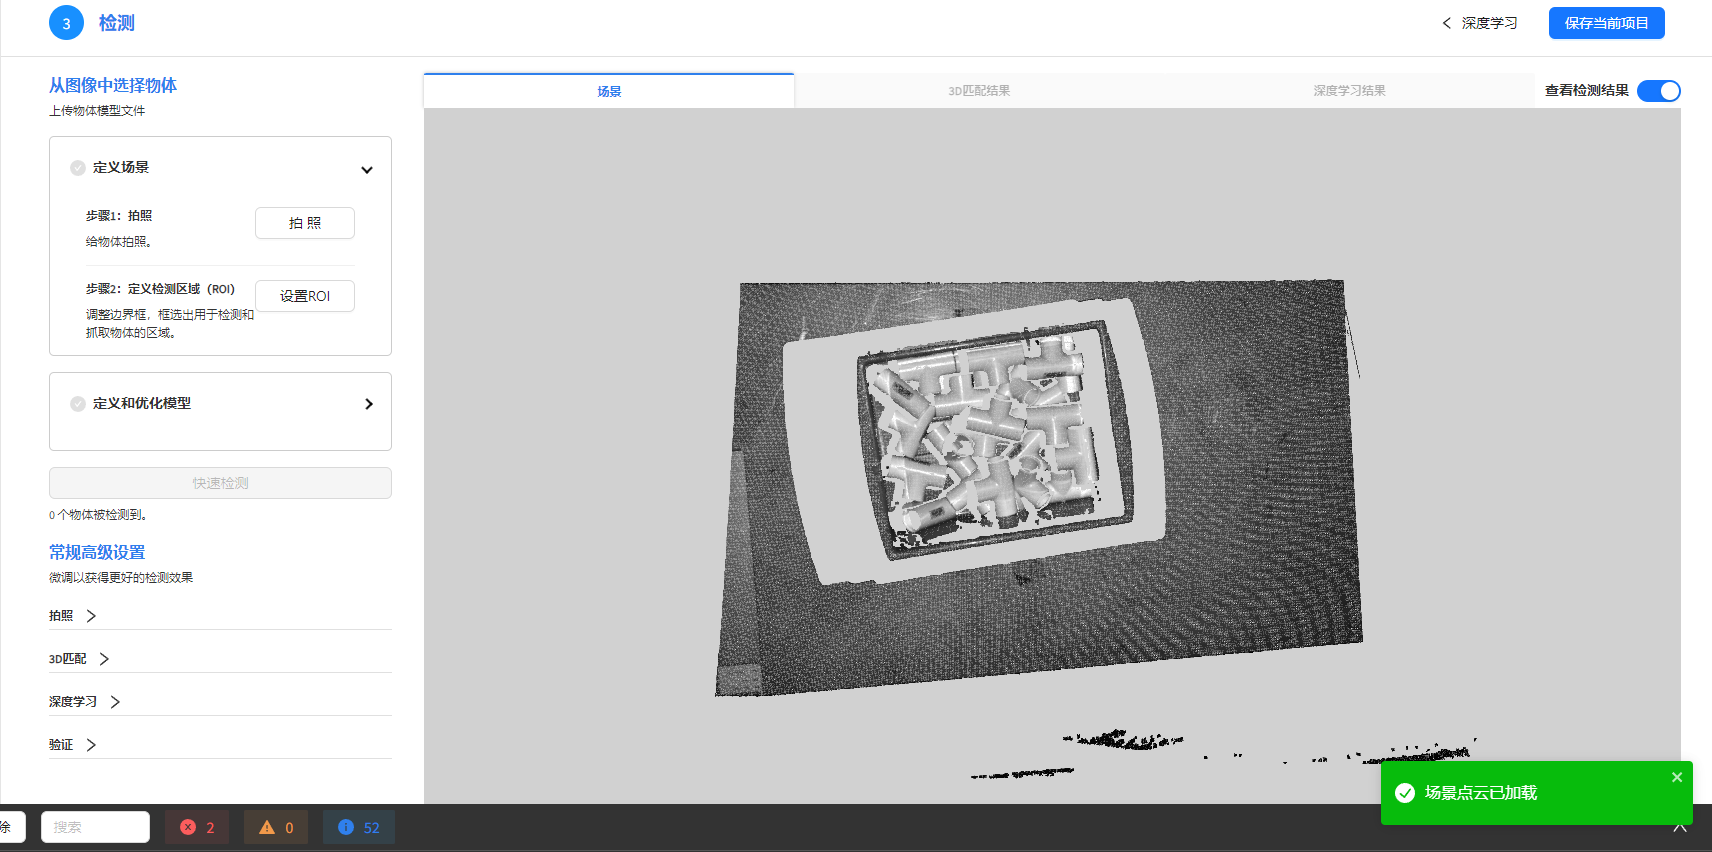 3 检测
深度学习
保存当前项目
从图像中选择物体
上传物体模型文件
场景
3D匹配结果
深度学习结果
查看检测结果
定义场景
步骤1：拍照
拍 照
给物体拍照。
步骤2：定义检测区域（ROI）
设置ROI
调整边界框，框选出用于检测和
抓取物体的区域。
定义和优化模型
快速检测
0 个物体被检测到。
常规高级设置
微调以获得更好的检测效果
拍照
3D匹配
深度学习
验证
场景点云已加载
除
搜索
2
0
52